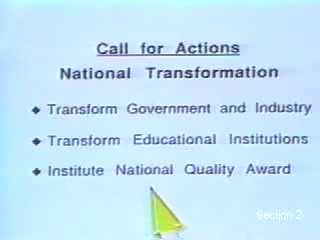 Call for Actions
National Transformation
◆ Transform Government and Industry
◆ Transform Educational Institutions
◆ Institute National Quality Award
Section 2